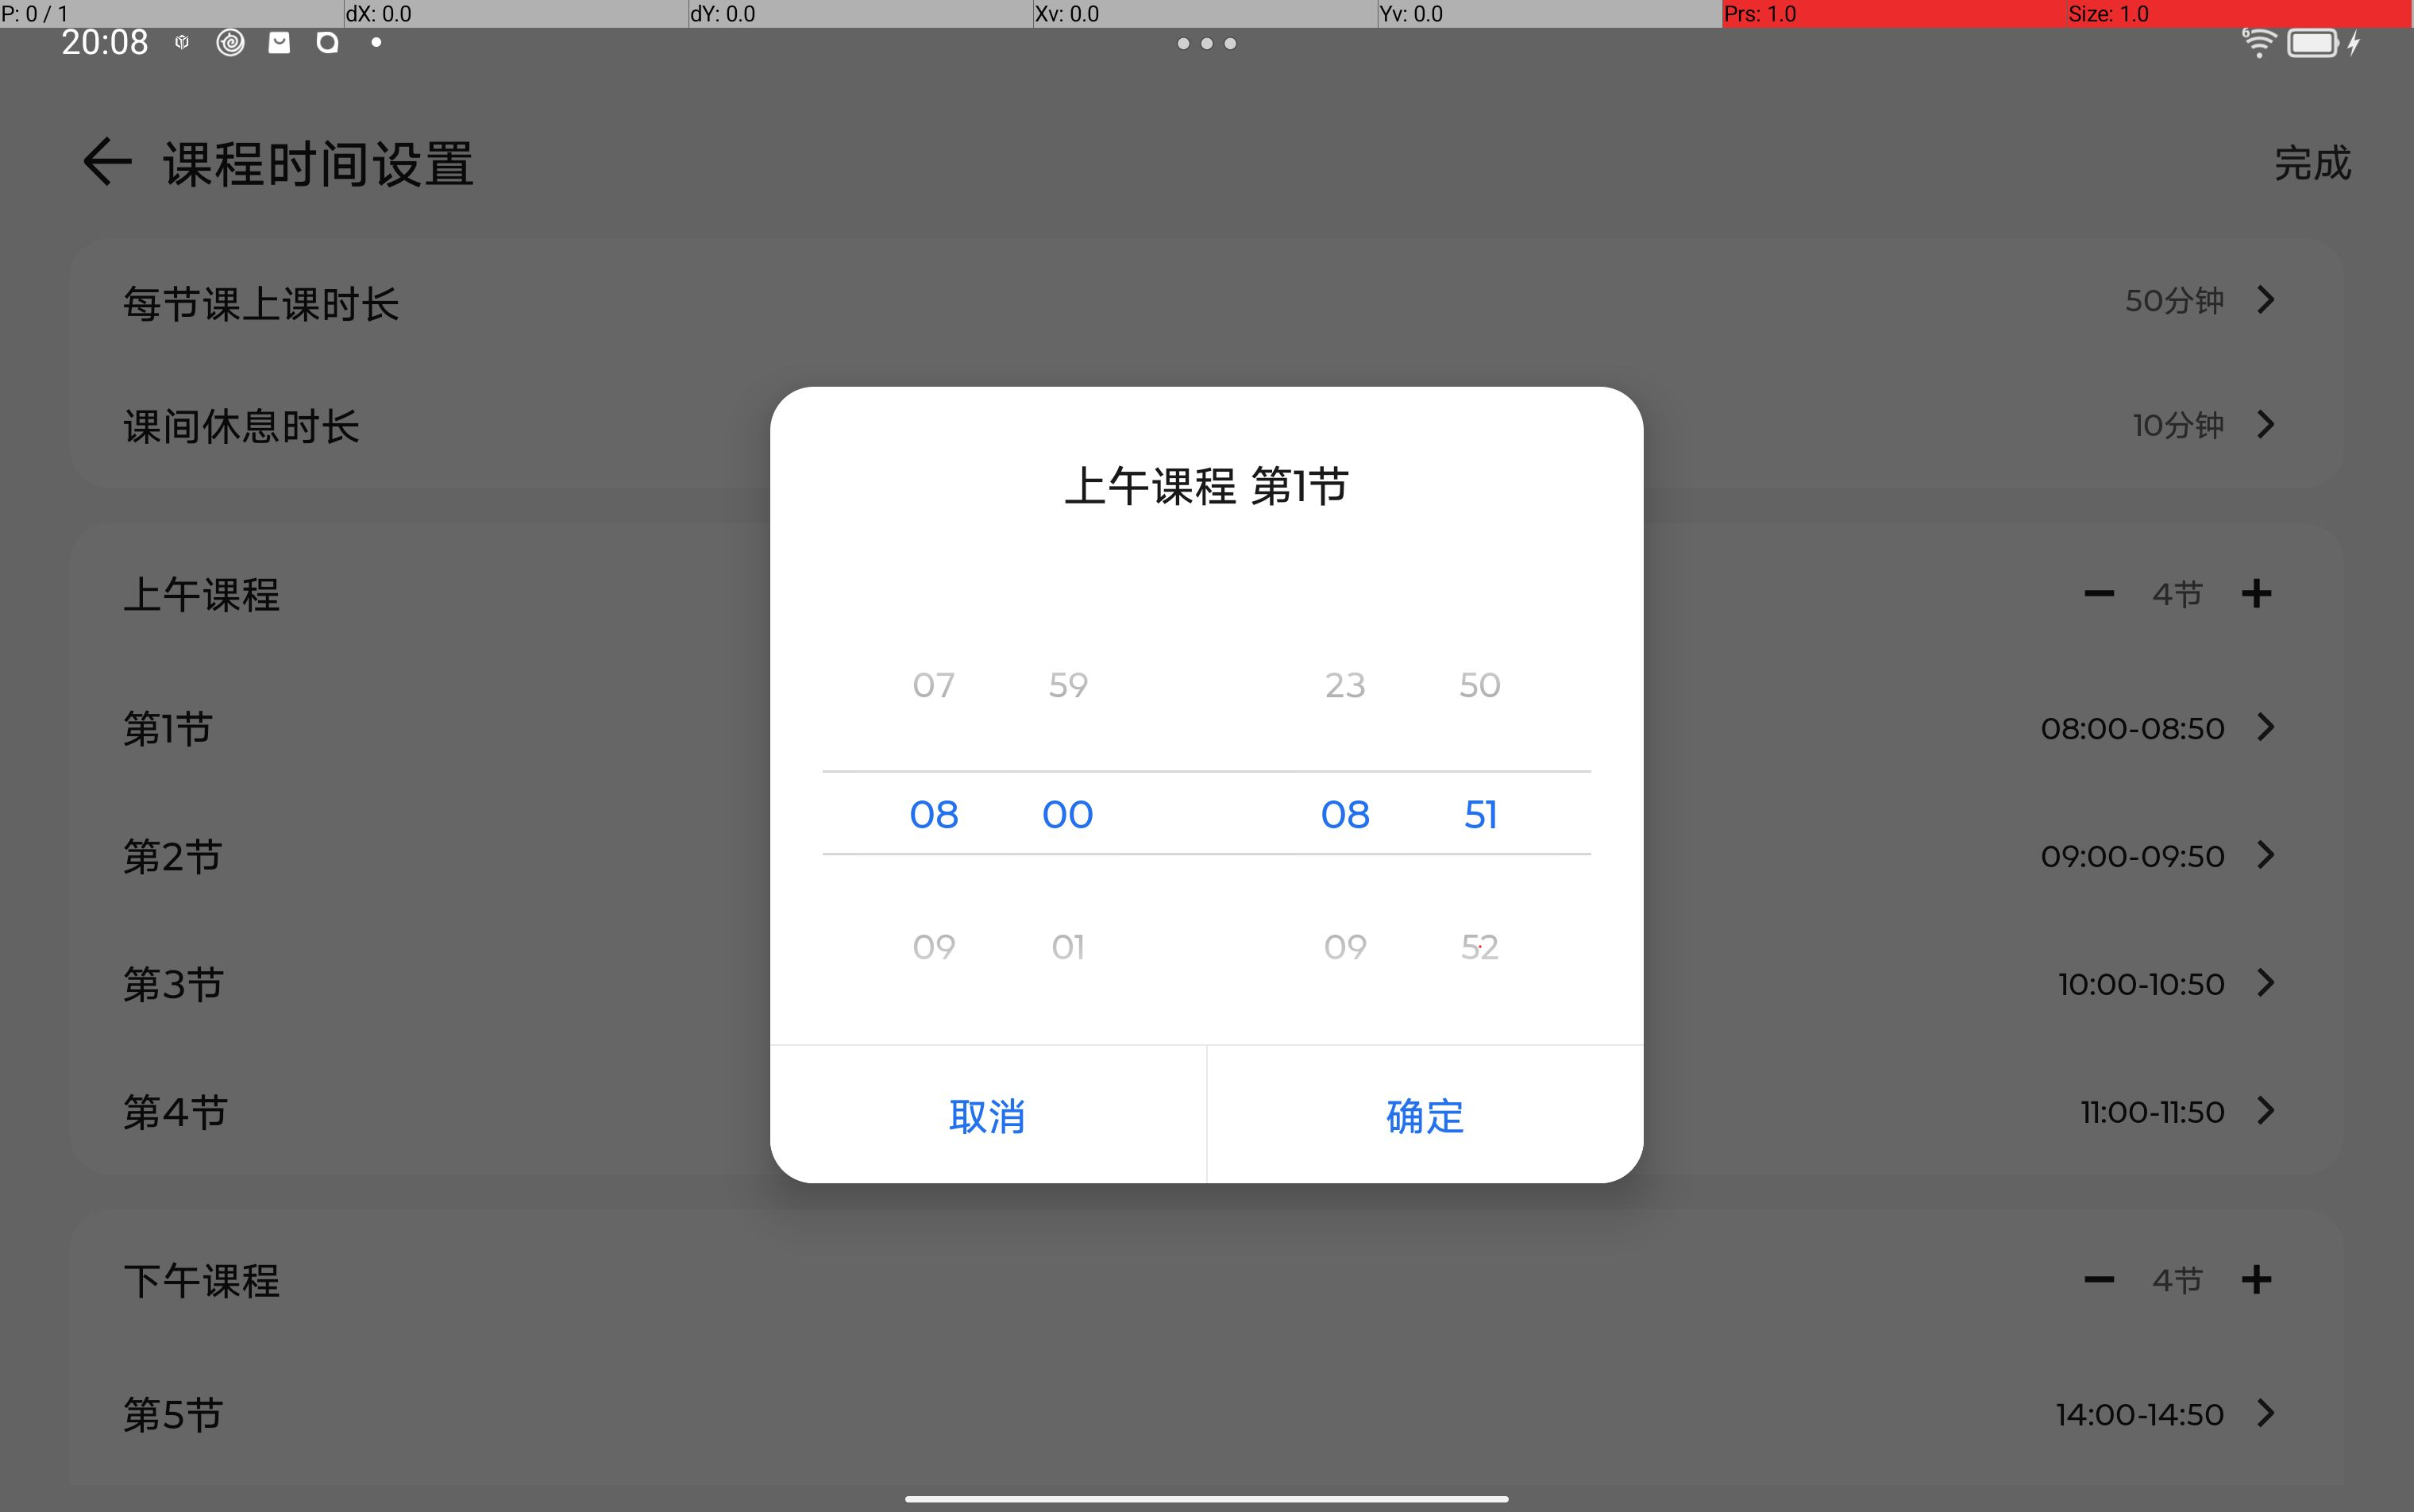 P: 0 / 1 dX: 0.0 dY: 0.0 Xv: 0.0 Yv: 0.0 Prs: 1.0 Size: 1.0
20:08 6
课程时间设置 完成
每节课上课时长 50分钟
课间休息时长 10分钟
上午课程 第1节
上午课程 4节
07 59 23 50
第1节 08:00-08:50
08 00 08 51
第2节 09:00-09:50
09 01 09 52
第3节 10:00-10:50
第4节 11:00-11:50
取消 确定
下午课程 4节
第5节 14:00-14:50